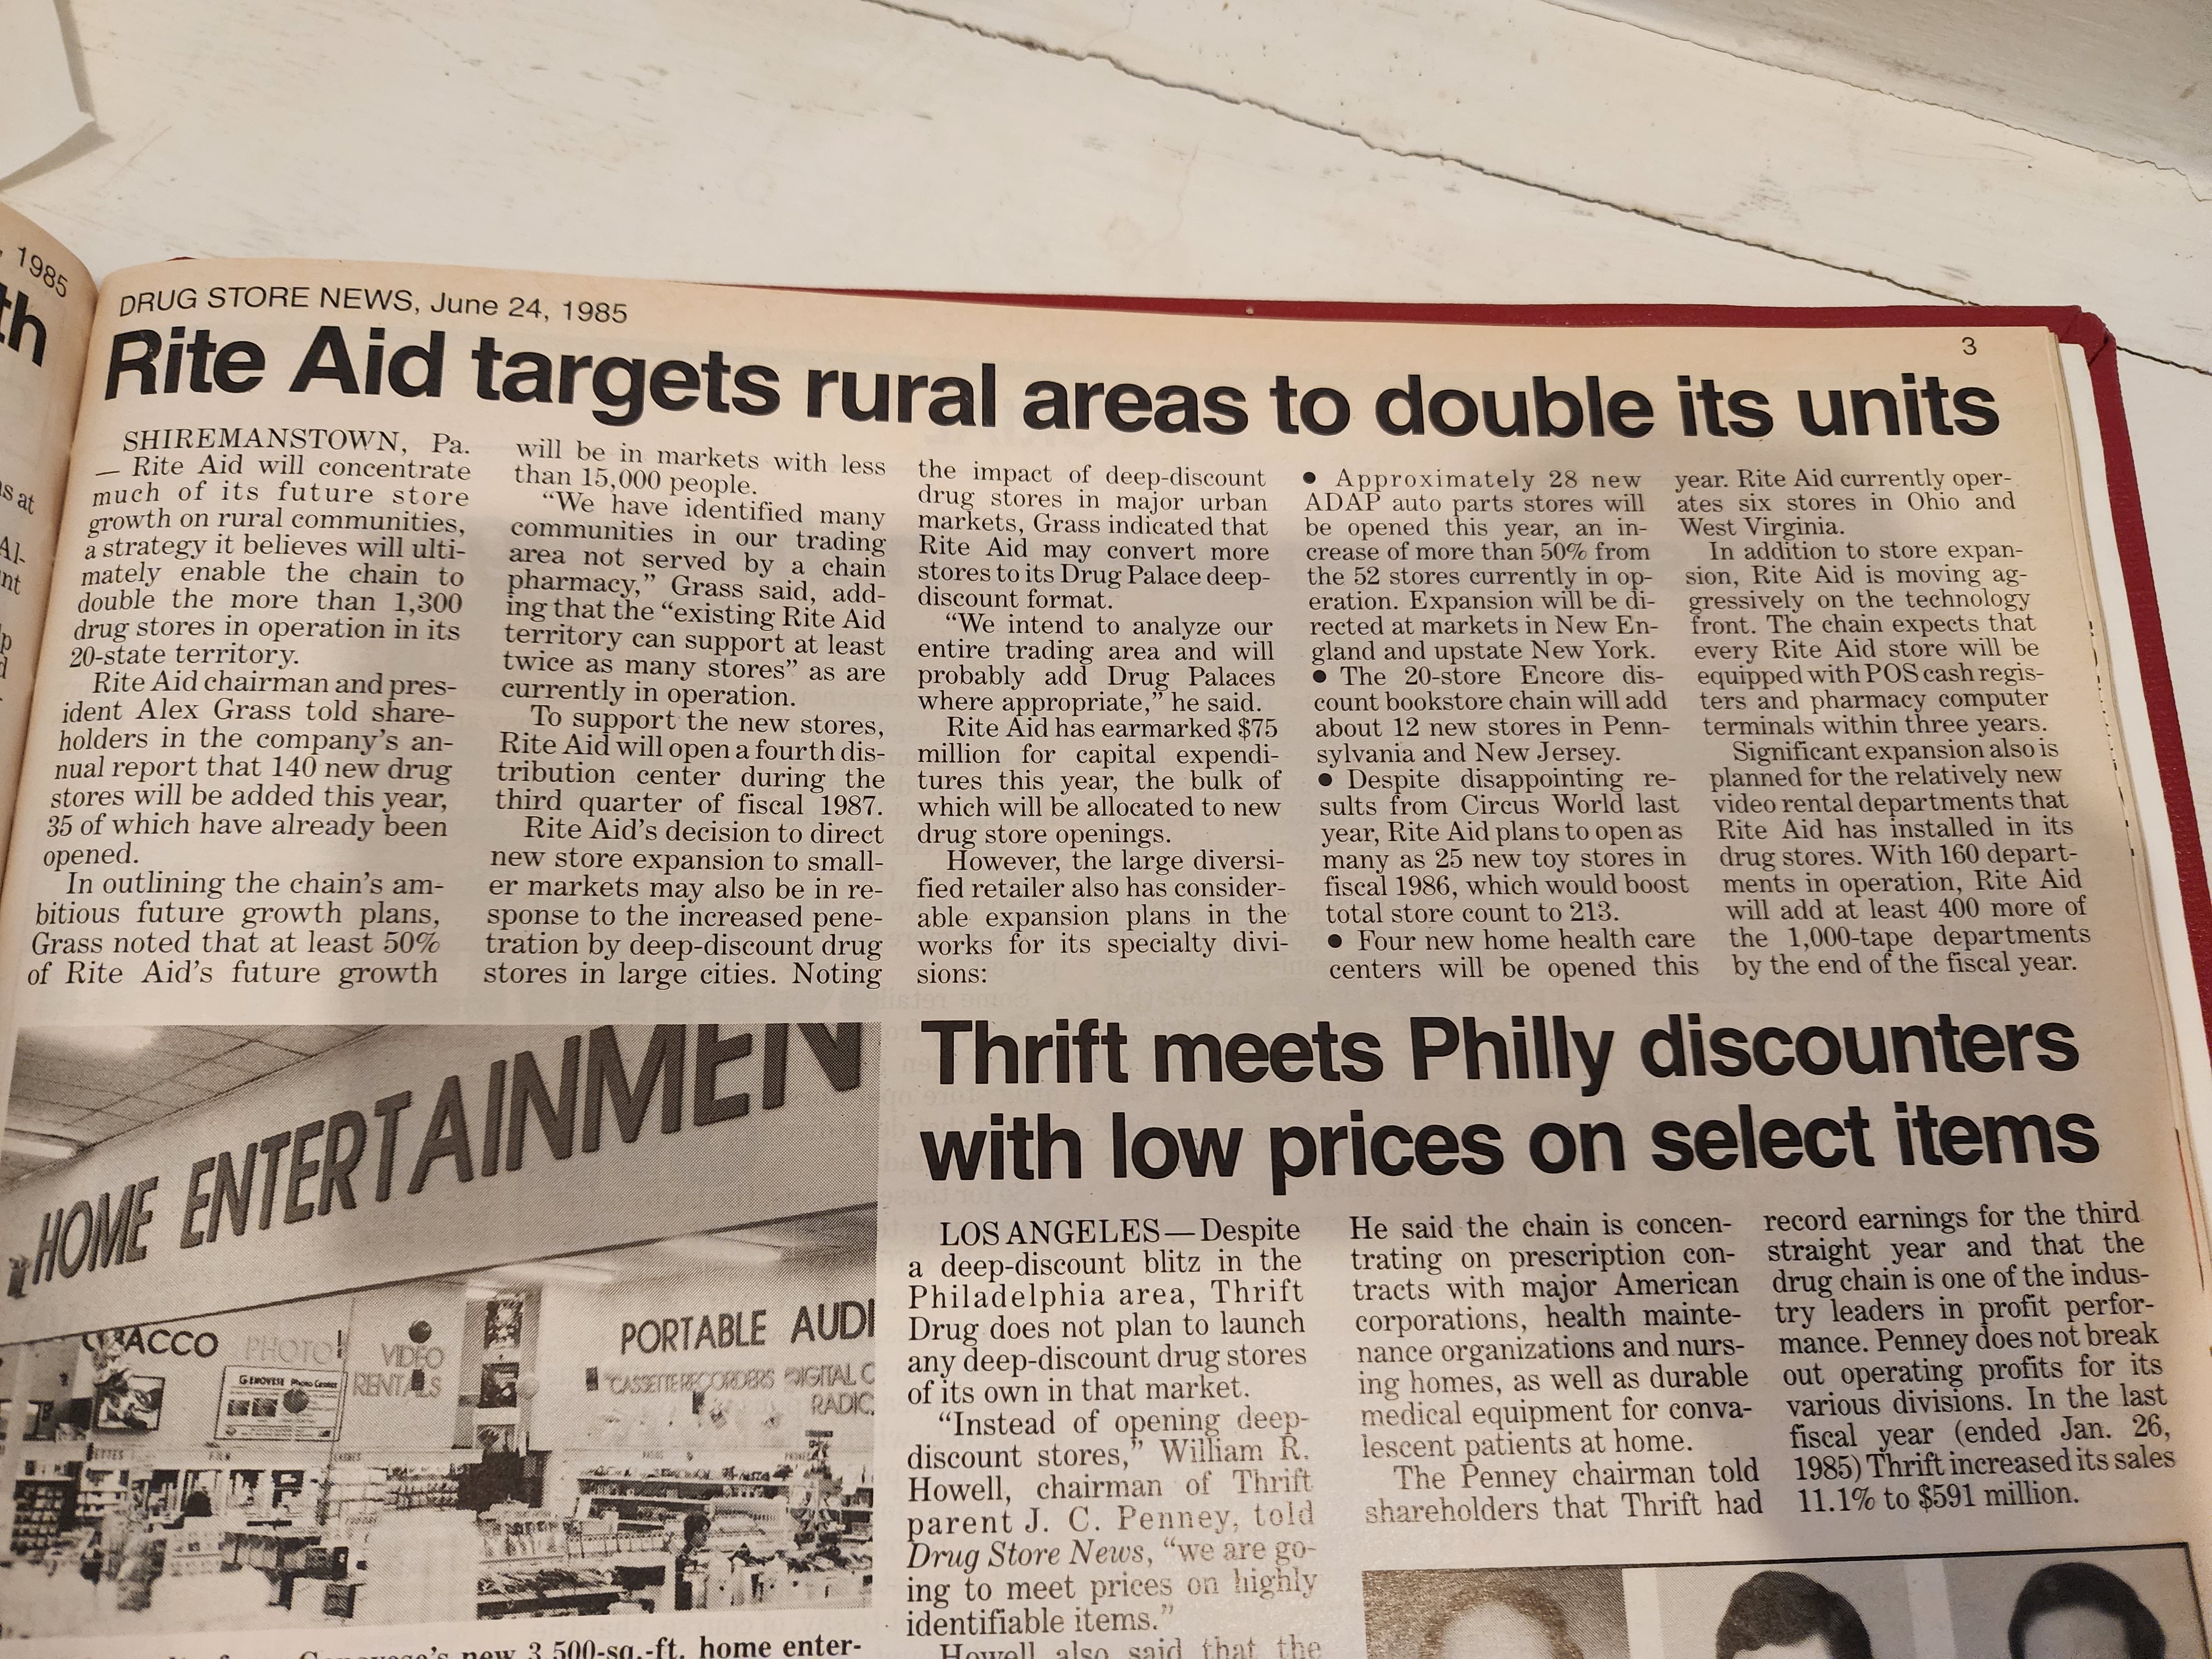 , 1985
th
s at
Al-
nt
DRUG STORE NEWS, June 24, 1985
3
Rite Aid targets rural areas to double its units
SHIREMANSTOWN, Pa.
— Rite Aid will concentrate
much of its future store
growth on rural communities,
a strategy it believes will ulti-
mately enable the chain to
double the more than 1,300
drug stores in operation in its
20-state territory.
Rite Aid chairman and pres-
ident Alex Grass told share-
holders in the company's an-
nual report that 140 new drug
stores will be added this year,
35 of which have already been
opened.
In outlining the chain's am-
bitious future growth plans,
Grass noted that at least 50%
of Rite Aid's future growth
will be in markets with less
than 15,000 people.
“We have identified many
communities in our trading
area not served by a chain
pharmacy,” Grass said, add-
ing that the “existing Rite Aid
territory can support at least
twice as many stores” as are
currently in operation.
To support the new stores,
Rite Aid will open a fourth dis-
tribution center during the
third quarter of fiscal 1987.
Rite Aid's decision to direct
new store expansion to small-
er markets may also be in re-
sponse to the increased pene-
tration by deep-discount drug
stores in large cities. Noting
the impact of deep-discount
drug stores in major urban
markets, Grass indicated that
Rite Aid may convert more
stores to its Drug Palace deep-
discount format.
“We intend to analyze our
entire trading area and will
probably add Drug Palaces
where appropriate,” he said.
Rite Aid has earmarked $75
million for capital expendi-
tures this year, the bulk of
which will be allocated to new
drug store openings.
However, the large diversi-
fied retailer also has consider-
able expansion plans in the
works for its specialty divi-
sions:
● Approximately 28 new
ADAP auto parts stores will
be opened this year, an in-
crease of more than 50% from
the 52 stores currently in op-
eration. Expansion will be di-
rected at markets in New En-
gland and upstate New York.
● The 20-store Encore dis-
count bookstore chain will add
about 12 new stores in Penn-
sylvania and New Jersey.
● Despite disappointing re-
sults from Circus World last
year, Rite Aid plans to open as
many as 25 new toy stores in
fiscal 1986, which would boost
total store count to 213.
● Four new home health care
centers will be opened this
year. Rite Aid currently oper-
ates six stores in Ohio and
West Virginia.
In addition to store expan-
sion, Rite Aid is moving ag-
gressively on the technology
front. The chain expects that
every Rite Aid store will be
equipped with POS cash regis-
ters and pharmacy computer
terminals within three years.
Significant expansion also is
planned for the relatively new
video rental departments that
Rite Aid has installed in its
drug stores. With 160 depart-
ments in operation, Rite Aid
will add at least 400 more of
the 1,000-tape departments
by the end of the fiscal year.
HOME ENTERTAINMEN
TOBACCO
PHOTO
VIDEO
RENTALS
GENOVESE PHOTO CENTER
PORTABLE AUDI
CASSETTE RECORDERS DIGITAL C
RADIC
FILM
Genovese's new 3,500-sq.-ft. home enter-
Thrift meets Philly discounters
with low prices on select items
LOS ANGELES — Despite
a deep-discount blitz in the
Philadelphia area, Thrift
Drug does not plan to launch
any deep-discount drug stores
of its own in that market.
“Instead of opening deep-
discount stores,” William R.
Howell, chairman of Thrift
parent J. C. Penney, told
Drug Store News, “we are go-
ing to meet prices on highly
identifiable items.”
Howell also said that the
He said the chain is concen-
trating on prescription con-
tracts with major American
corporations, health mainte-
nance organizations and nurs-
ing homes, as well as durable
medical equipment for conva-
lescent patients at home.
The Penney chairman told
shareholders that Thrift had
record earnings for the third
straight year and that the
drug chain is one of the indus-
try leaders in profit perfor-
mance. Penney does not break
out operating profits for its
various divisions. In the last
fiscal year (ended Jan. 26,
1985) Thrift increased its sales
11.1% to $591 million.